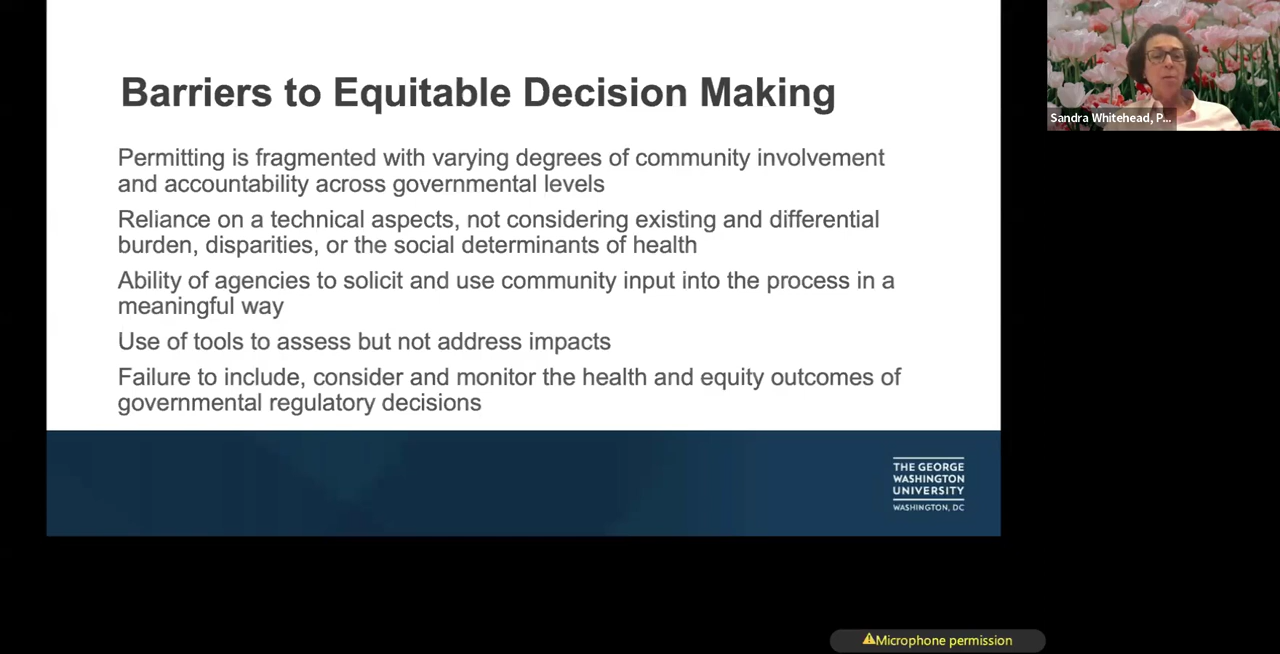 Barriers to Equitable Decision Making
Permitting is fragmented with varying degrees of community involvement
and accountability across governmental levels
Reliance on a technical aspects, not considering existing and differential
burden, disparities, or the social determinants of health
Ability of agencies to solicit and use community input into the process in a
meaningful way
Use of tools to assess but not address impacts
Failure to include, consider and monitor the health and equity outcomes of
governmental regulatory decisions
THE GEORGE
WASHINGTON
UNIVERSITY
WASHINGTON, DC
Sandra Whitehead, P...
Microphone permission